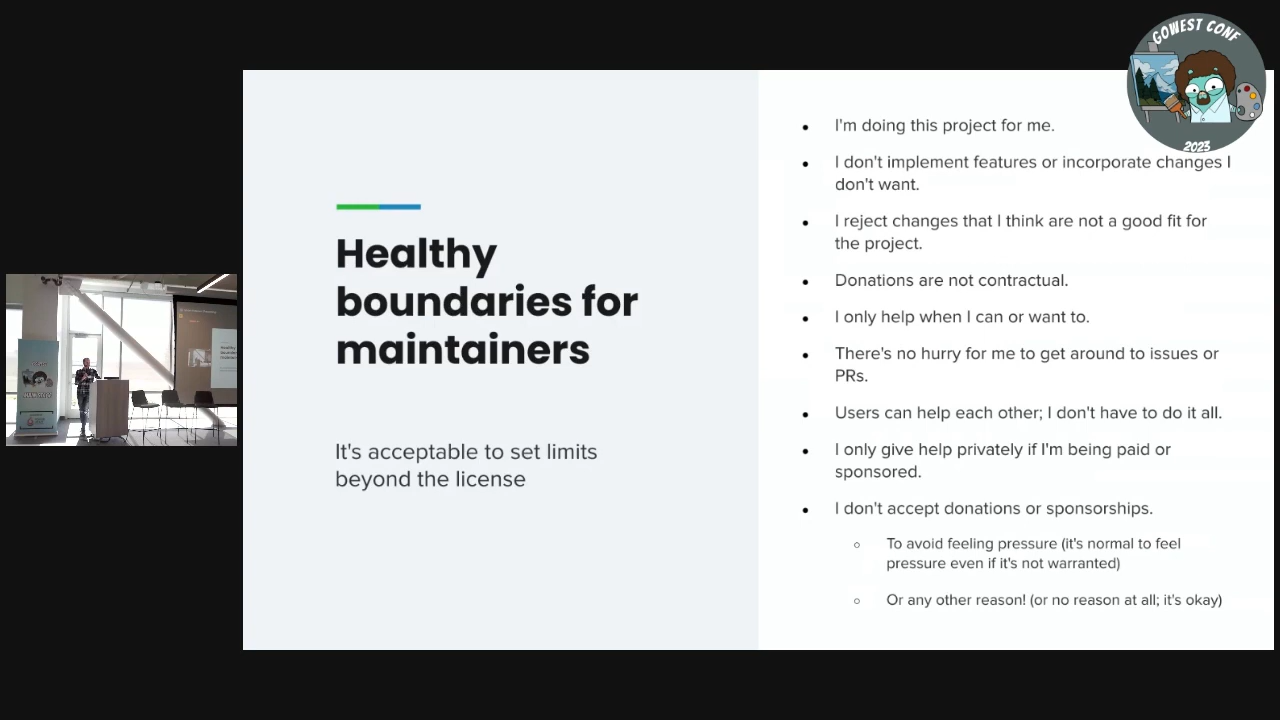 GOWEST CONF
2023
Healthy
boundaries for
maintainers
It's acceptable to set limits
beyond the license
I'm doing this project for me.
I don't implement features or incorporate changes I
don't want.
I reject changes that I think are not a good fit for
the project.
Donations are not contractual.
I only help when I can or want to.
There's no hurry for me to get around to issues or
PRs.
Users can help each other; I don't have to do it all.
I only give help privately if I'm being paid or
sponsored.
I don't accept donations or sponsorships.
To avoid feeling pressure (it's normal to feel
pressure even if it's not warranted)
Or any other reason! (or no reason at all; it's okay)